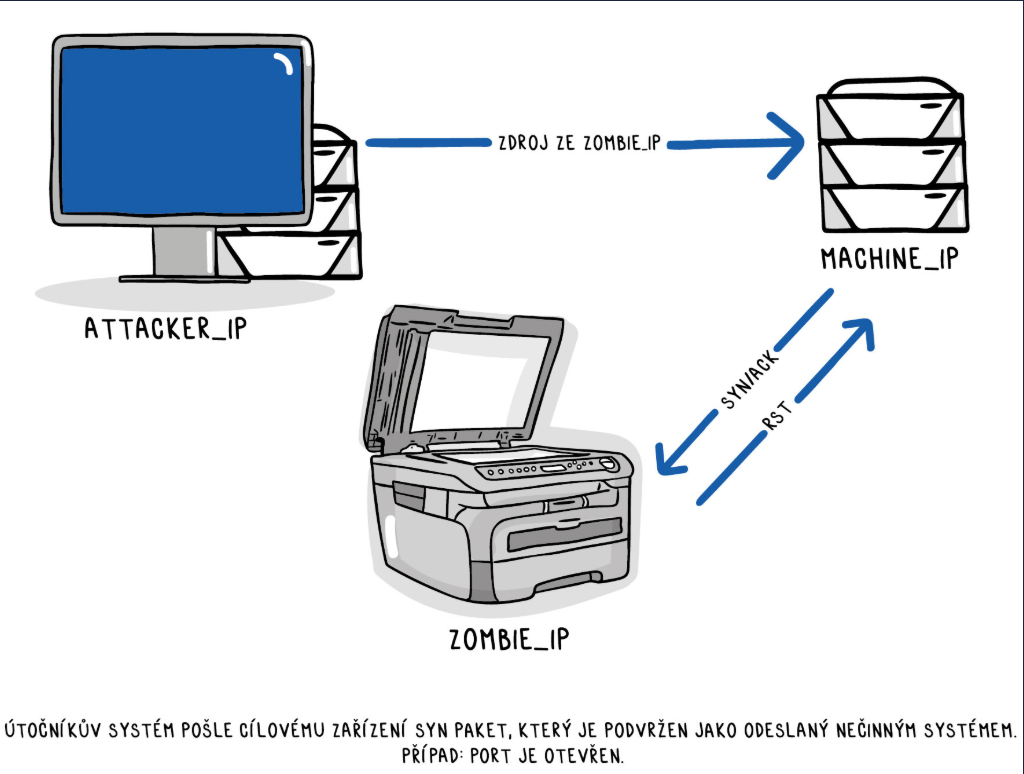 ZDROJ ZE ZOMBIE_IP
MACHINE_IP
ATTACKER_IP
SYN/ACK
RST
ZOMBIE_IP
ÚTOČNÍKŮV SYSTÉM POŠLE CÍLOVÉMU ZAŘÍZENÍ SYN PAKET, KTERÝ JE PODVRŽEN JAKO ODESLANÝ NEČINNÝM SYSTÉMEM.
PŘÍPAD: PORT JE OTEVŘEN.